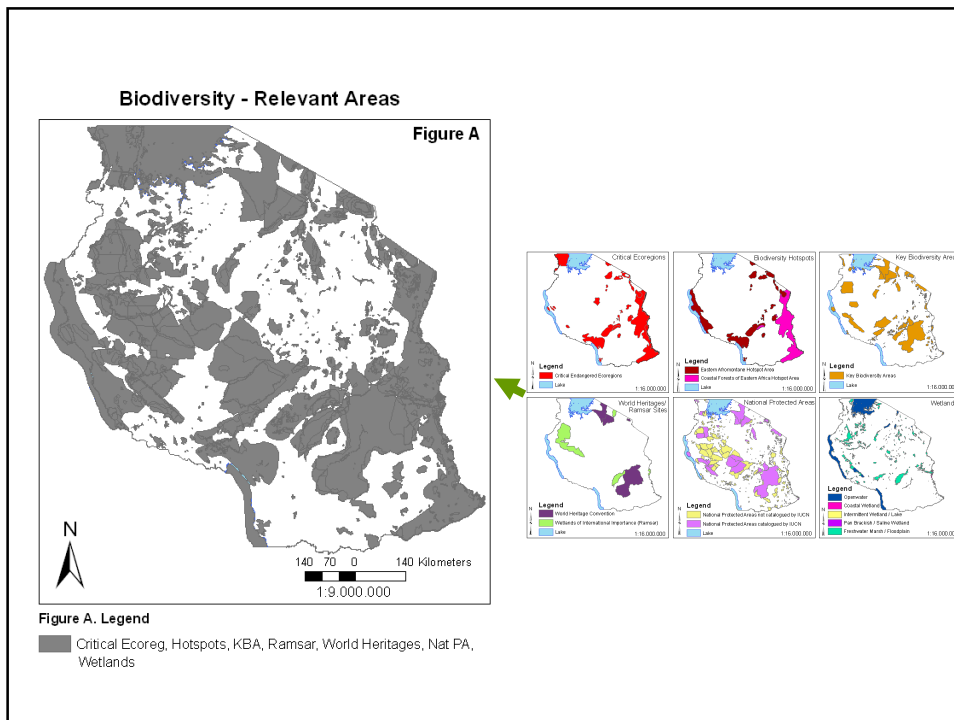 Biodiversity - Relevant Areas
Figure A
N
140 70 0 140 Kilometers
1:9.000.000
Figure A. Legend
Critical Ecoreg, Hotspots, KBA, Ramsar, World Heritages, Nat PA,
Wetlands
Critical Ecoregions
N
Legend
Critical Endangered Ecoregions
Lake
1:16.000.000
Biodiversity Hotspots
N
Legend
Eastern Afromontane Hotspot Area
Coastal Forests of Eastern Africa Hotspot Area
Lake
1:16.000.000
Key Biodiversity Area
N
Legend
Key Biodiversity Areas
Lake
1:16.000.000
World Heritages/
Ramsar Sites
N
Legend
World Heritage Convention
Wetlands of International Importance (Ramsar)
Lake
1:16.000.000
National Protected Areas
N
Legend
National Protected Areas not catalogued by IUCN
National Protected Areas catalogued by IUCN
Lake
1:16.000.000
Wetland
N
Legend
Openwater
Coastal Wetland
Intermittent Wetland / Lake
Pan Brackish / Saline Wetland
Freshwater Marsh / Floodplain
1:16.000.000